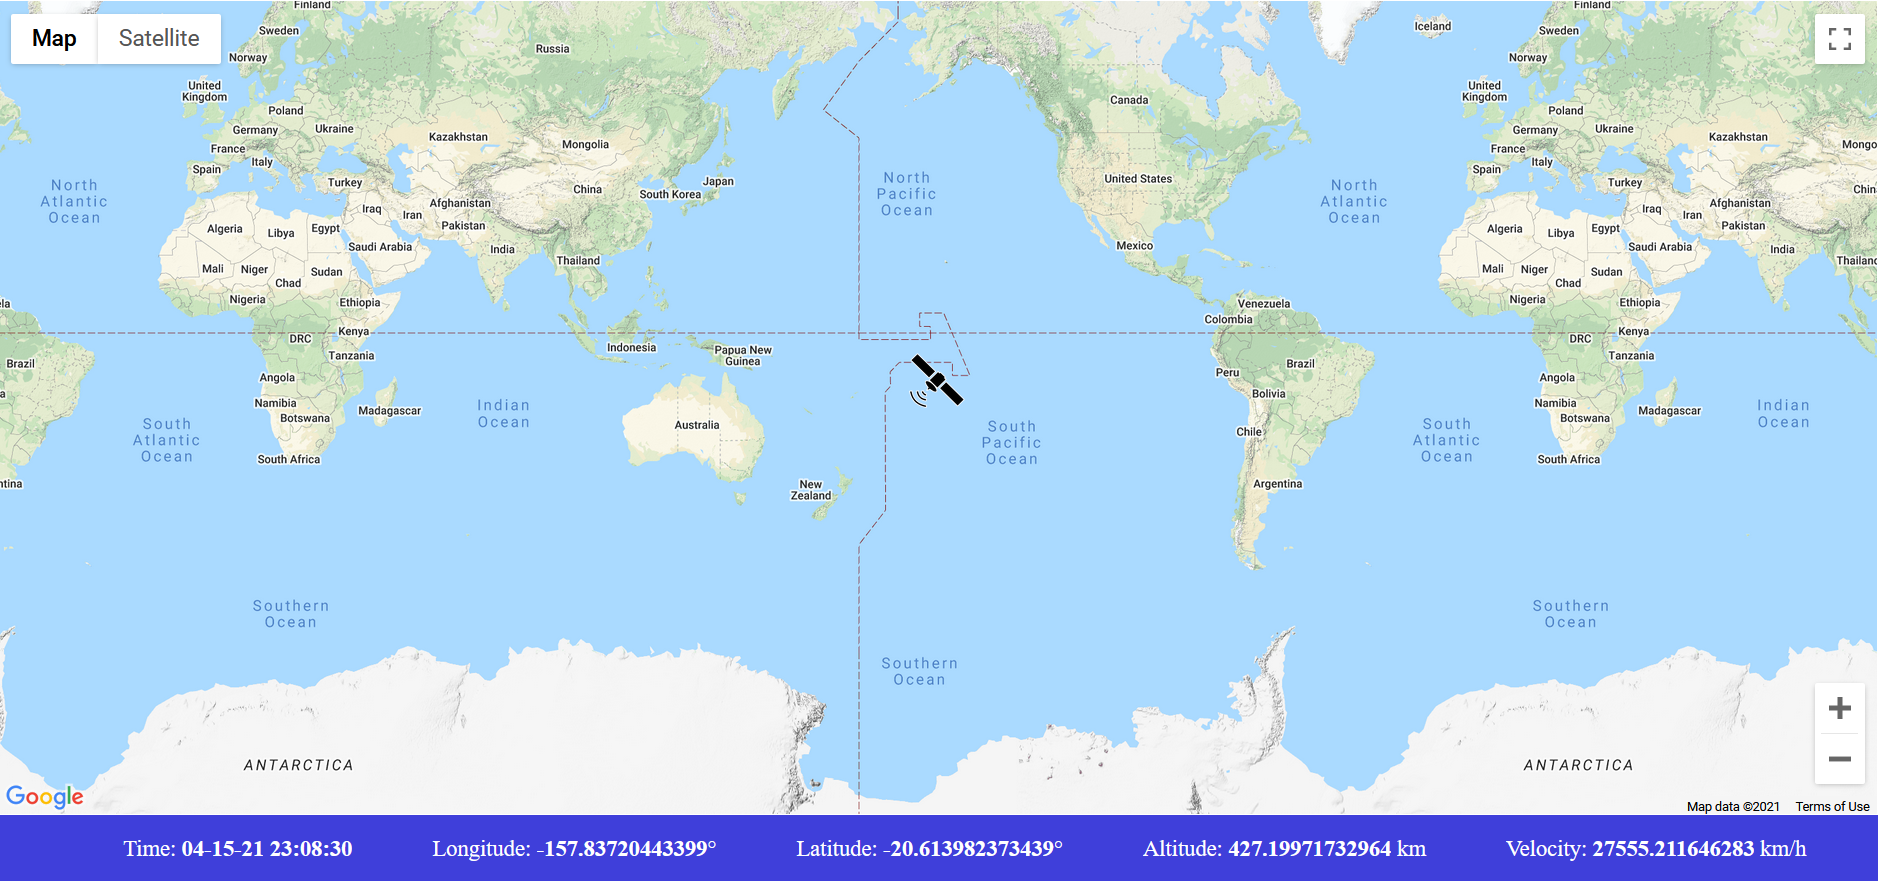 Map
Satellite
Finland
Sweden
Norway
Russia
United
Kingdom
Poland
Germany
Ukraine
France
Italy
Spain
Turkey
Kazakhstan
Mongolia
China
South Korea
Japan
Afghanistan
Iraq
Iran
Pakistan
Algeria
Libya
Egypt
Saudi Arabia
India
Thailand
Mali
Niger
Chad
Sudan
Nigeria
Ethiopia
Kenya
DRC
Tanzania
Angola
Namibia
Botswana
Madagascar
South Africa
Indonesia
Papua New
Guinea
Australia
New
Zealand
North
Atlantic
Ocean
South
Atlantic
Ocean
Indian
Ocean
Southern
Ocean
ANTARCTICA
ela
Brazil
a
ntina
North
Pacific
Ocean
South
Pacific
Ocean
Southern
Ocean
Canada
United States
Mexico
Venezuela
Colombia
Peru
Brazil
Bolivia
Chile
Argentina
Iceland
North
Atlantic
Ocean
South
Atlantic
Ocean
Finland
Sweden
Norway
United
Kingdom
Poland
Germany
Ukraine
France
Italy
Spain
Turkey
Kazakhstan
Mongo
Chin
Afghanistan
Iraq
Iran
Pakistan
Algeria
Libya
Egypt
Saudi Arabia
India
Thailand
Mali
Niger
Chad
Sudan
Nigeria
Ethiopia
Kenya
DRC
Tanzania
Angola
Namibia
Botswana
Madagascar
South Africa
Indian
Ocean
Southern
Ocean
ANTARCTICA
Google
Map data ©2021 Terms of Use
Time: 04-15-21 23:08:30 Longitude: -157.83720443399° Latitude: -20.613982373439° Altitude: 427.19971732964 km Velocity: 27555.211646283 km/h